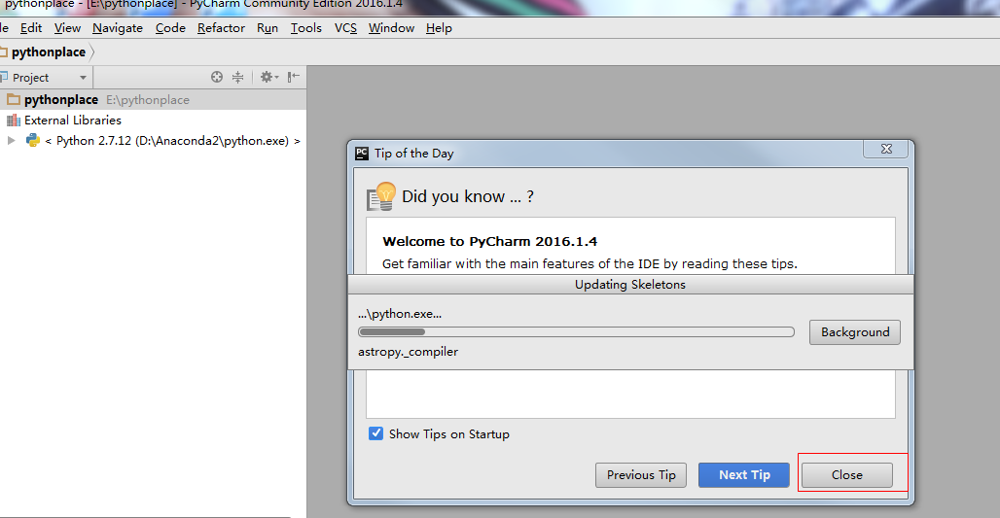 pythonplace - [E:\pythonplace] - PyCharm Community Edition 2016.1.4
Edit View Navigate Code Refactor Run Tools VCS Window Help
pythonplace
Project
pythonplace E:\pythonplace
External Libraries
< Python 2.7.12 (D:\Anaconda2\python.exe) >
PC Tip of the Day
Did you know ... ?
Welcome to PyCharm 2016.1.4
Get familiar with the main features of the IDE by reading these tips.
Updating Skeletons
...\python.exe...
Background
astropy._compiler
Show Tips on Startup
Previous Tip Next Tip Close